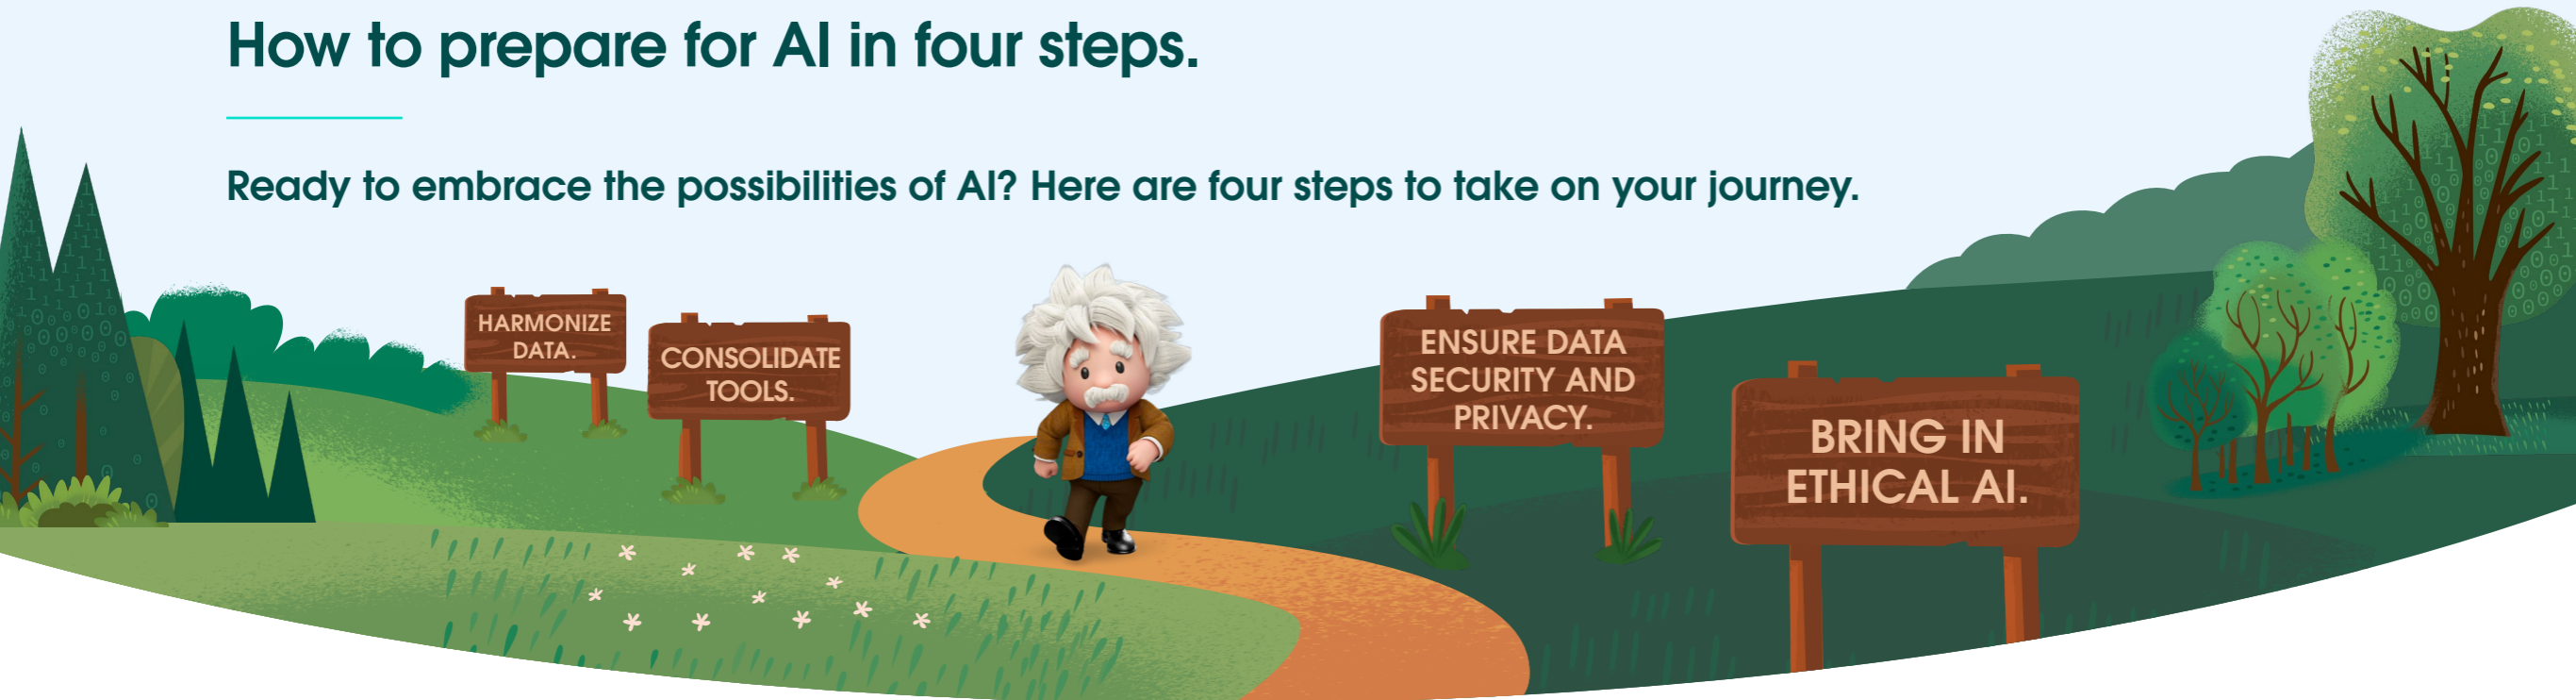 How to prepare for AI in four steps.
Ready to embrace the possibilities of AI? Here are four steps to take on your journey.
HARMONIZE
DATA.
CONSOLIDATE
TOOLS.
ENSURE DATA
SECURITY AND
PRIVACY.
BRING IN
ETHICAL AI.